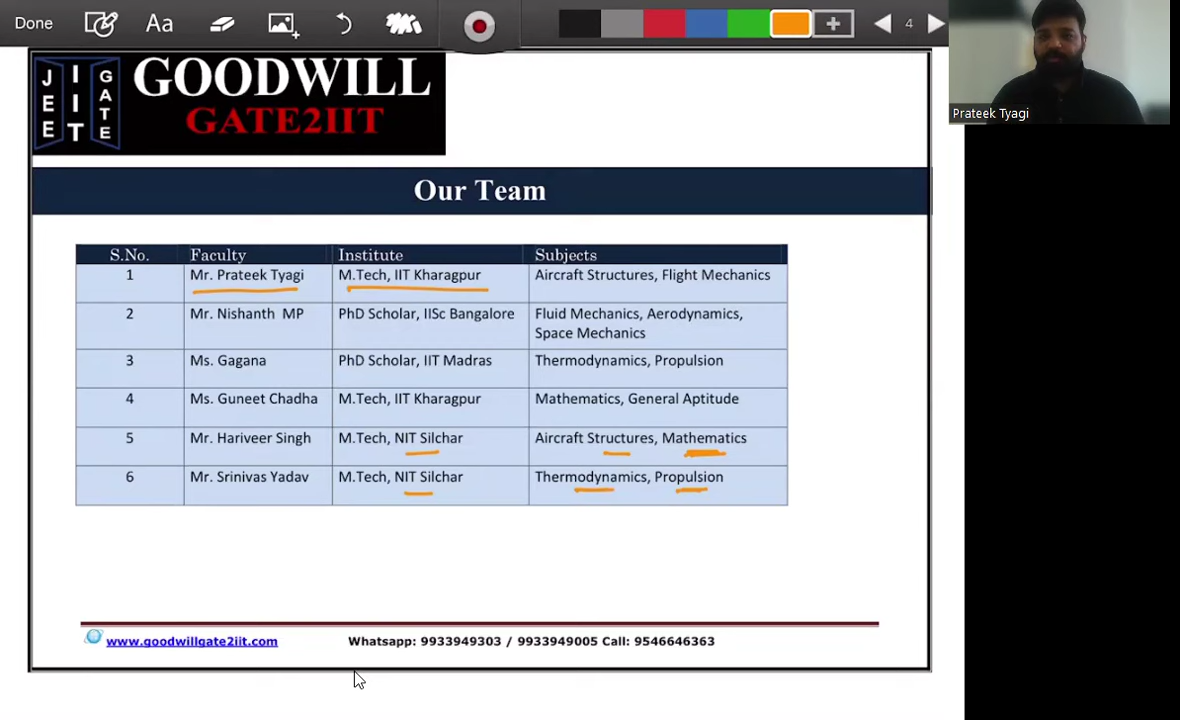 Done Aa 4
Prateek Tyagi
JEE IIT GATE
GOODWILL
GATE2IIT
Our Team
S.No. Faculty Institute Subjects
1 Mr. Prateek Tyagi M.Tech, IIT Kharagpur Aircraft Structures, Flight Mechanics
2 Mr. Nishanth MP PhD Scholar, IISc Bangalore Fluid Mechanics, Aerodynamics,
Space Mechanics
3 Ms. Gagana PhD Scholar, IIT Madras Thermodynamics, Propulsion
4 Ms. Guneet Chadha M.Tech, IIT Kharagpur Mathematics, General Aptitude
5 Mr. Hariveer Singh M.Tech, NIT Silchar Aircraft Structures, Mathematics
6 Mr. Srinivas Yadav M.Tech, NIT Silchar Thermodynamics, Propulsion
www.goodwillgate2iit.com Whatsapp: 9933949303 / 9933949005 Call: 9546646363